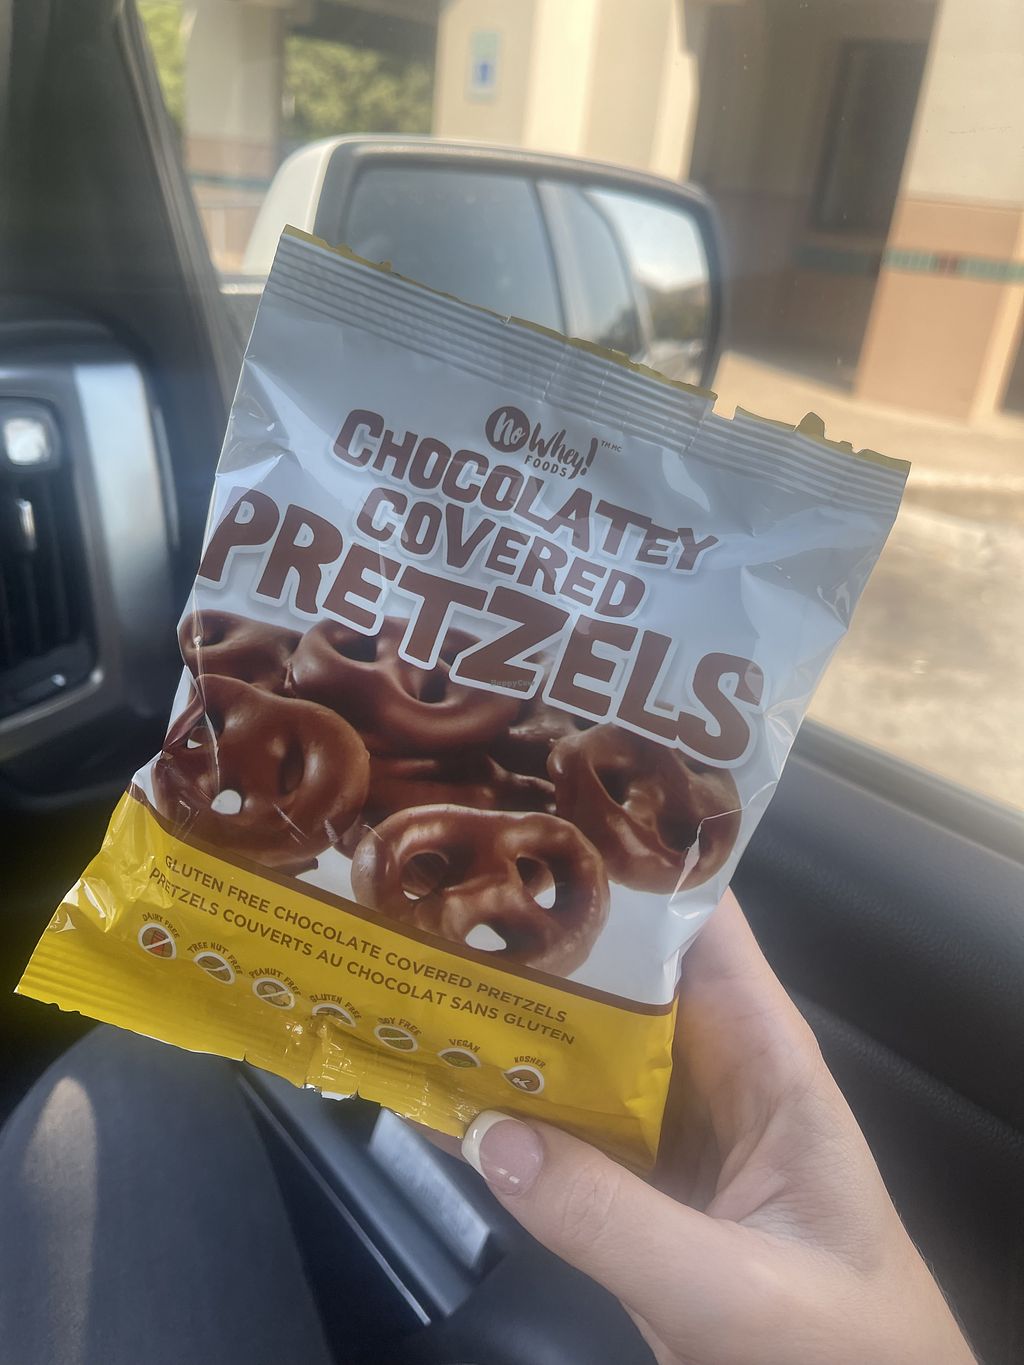 No Whey! ™ MC
FOODS
CHOCOLATEY
COVERED
PRETZELS
HappyCow
GLUTEN FREE CHOCOLATE COVERED PRETZELS
PRETZELS COUVERTS AU CHOCOLAT SANS GLUTEN
DAIRY FREE
TREE NUT FREE
PEANUT FREE
GLUTEN FREE
SOY FREE
VEGAN
KOSHER
K